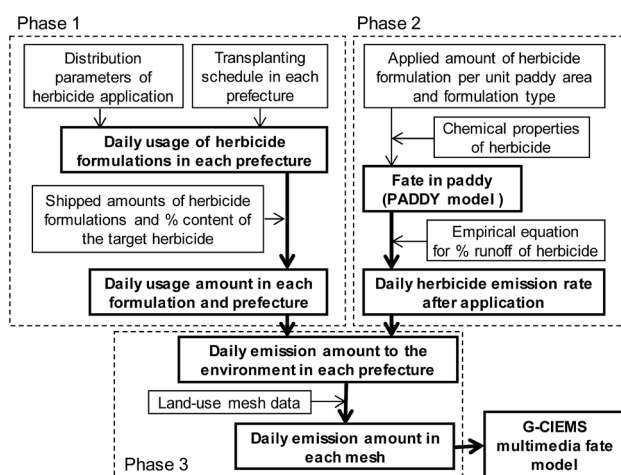 Phase 1
Distribution
parameters of
herbicide application
Transplanting
schedule in each
prefecture
Daily usage of herbicide
formulations in each prefecture
Shipped amounts of herbicide
formulations and % content of
the target herbicide
Daily usage amount in each
formulation and prefecture
Phase 2
Applied amount of herbicide
formulation per unit paddy area
and formulation type
Chemical properties
of herbicide
Fate in paddy
(PADDY model )
Empirical equation
for % runoff of herbicide
Daily herbicide emission rate
after application
Daily emission amount to the
environment in each prefecture
Land-use mesh data
Daily emission amount in
each mesh
Phase 3
G-CIEMS
multimedia fate
model